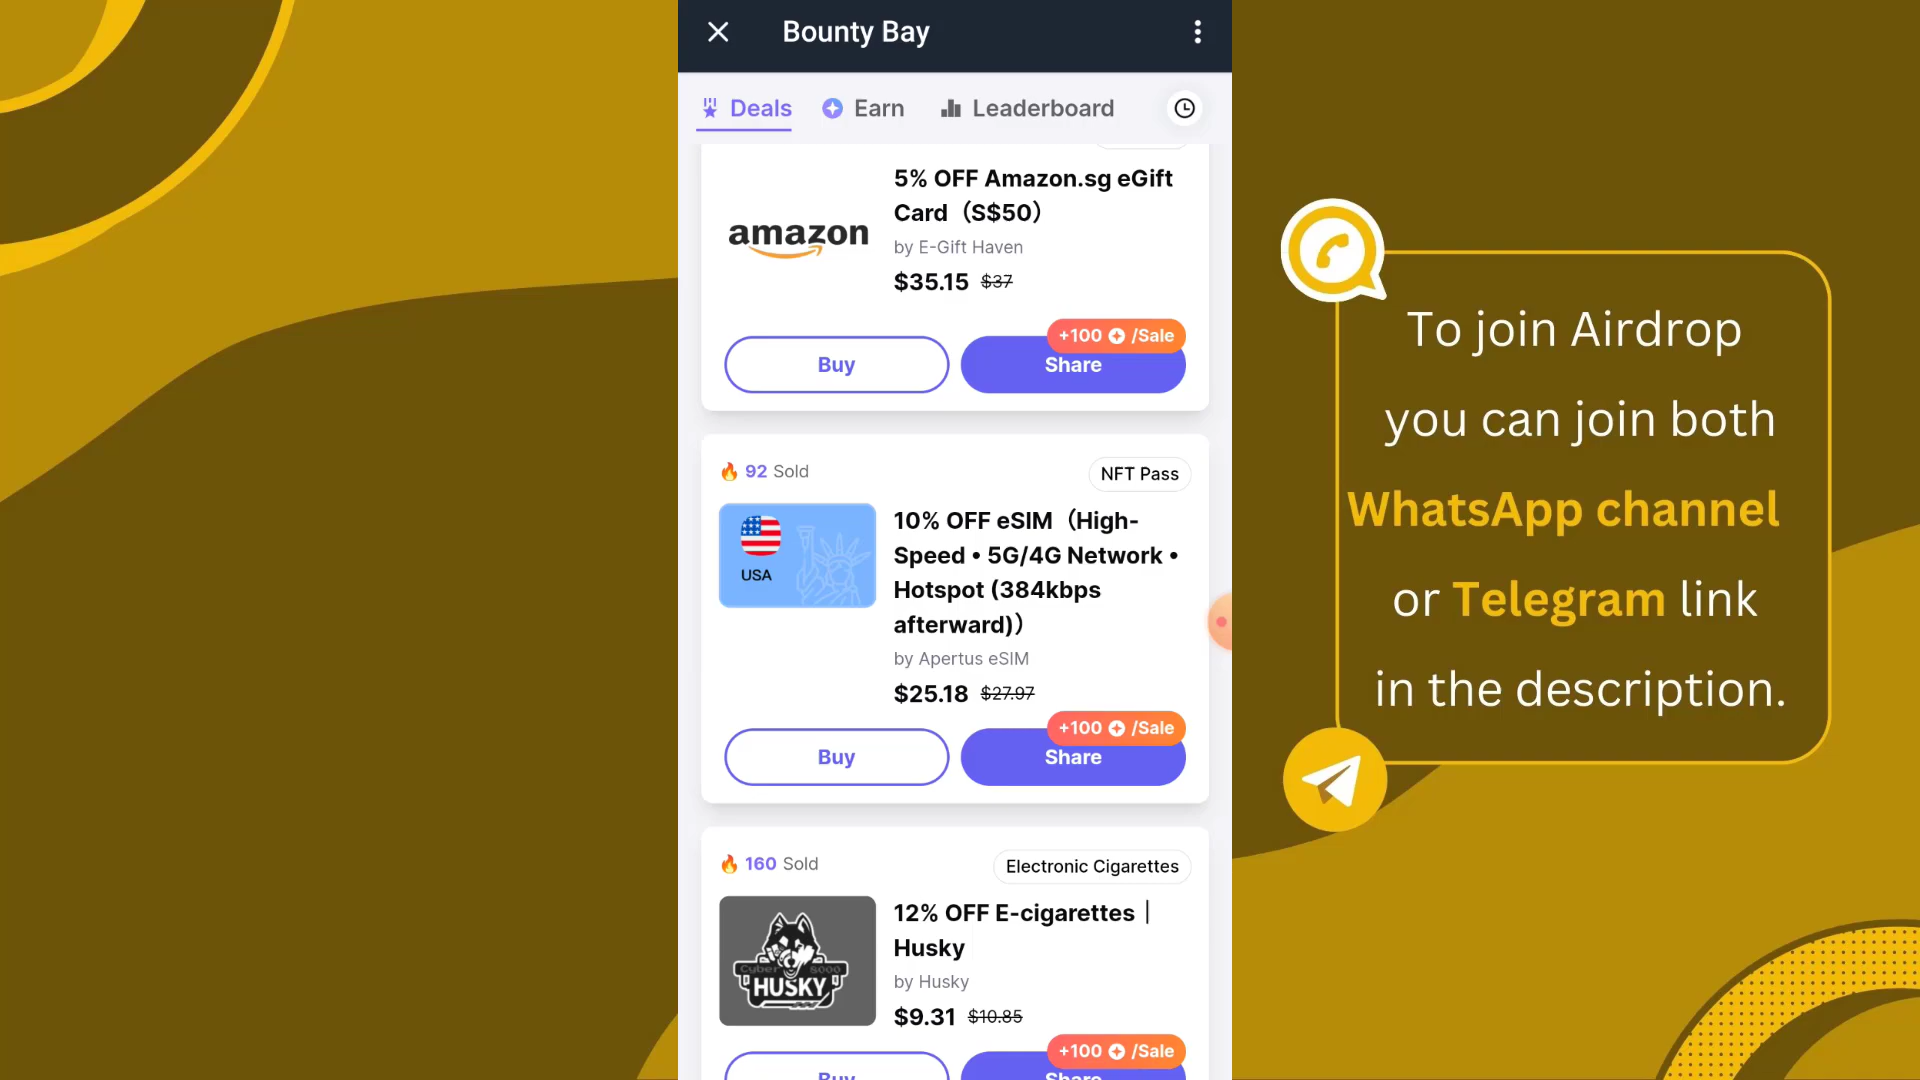 Bounty Bay
Deals
Earn
Leaderboard
amazon
5% OFF Amazon.sg eGift
Card（S$50）
by E-Gift Haven
$35.15 $37
+100 /Sale
Buy
Share
92 Sold
NFT Pass
USA
10% OFF eSIM（High-
Speed • 5G/4G Network •
Hotspot (384kbps
afterward)）
by Apertus eSIM
$25.18 $27.97
+100 /Sale
Buy
Share
160 Sold
Electronic Cigarettes
Cyber 8000
HUSKY
12% OFF E-cigarettes｜
Husky
by Husky
$9.31 $10.85
+100 /Sale
Buy
Share
To join Airdrop
you can join both
WhatsApp channel
or Telegram link
in the description.